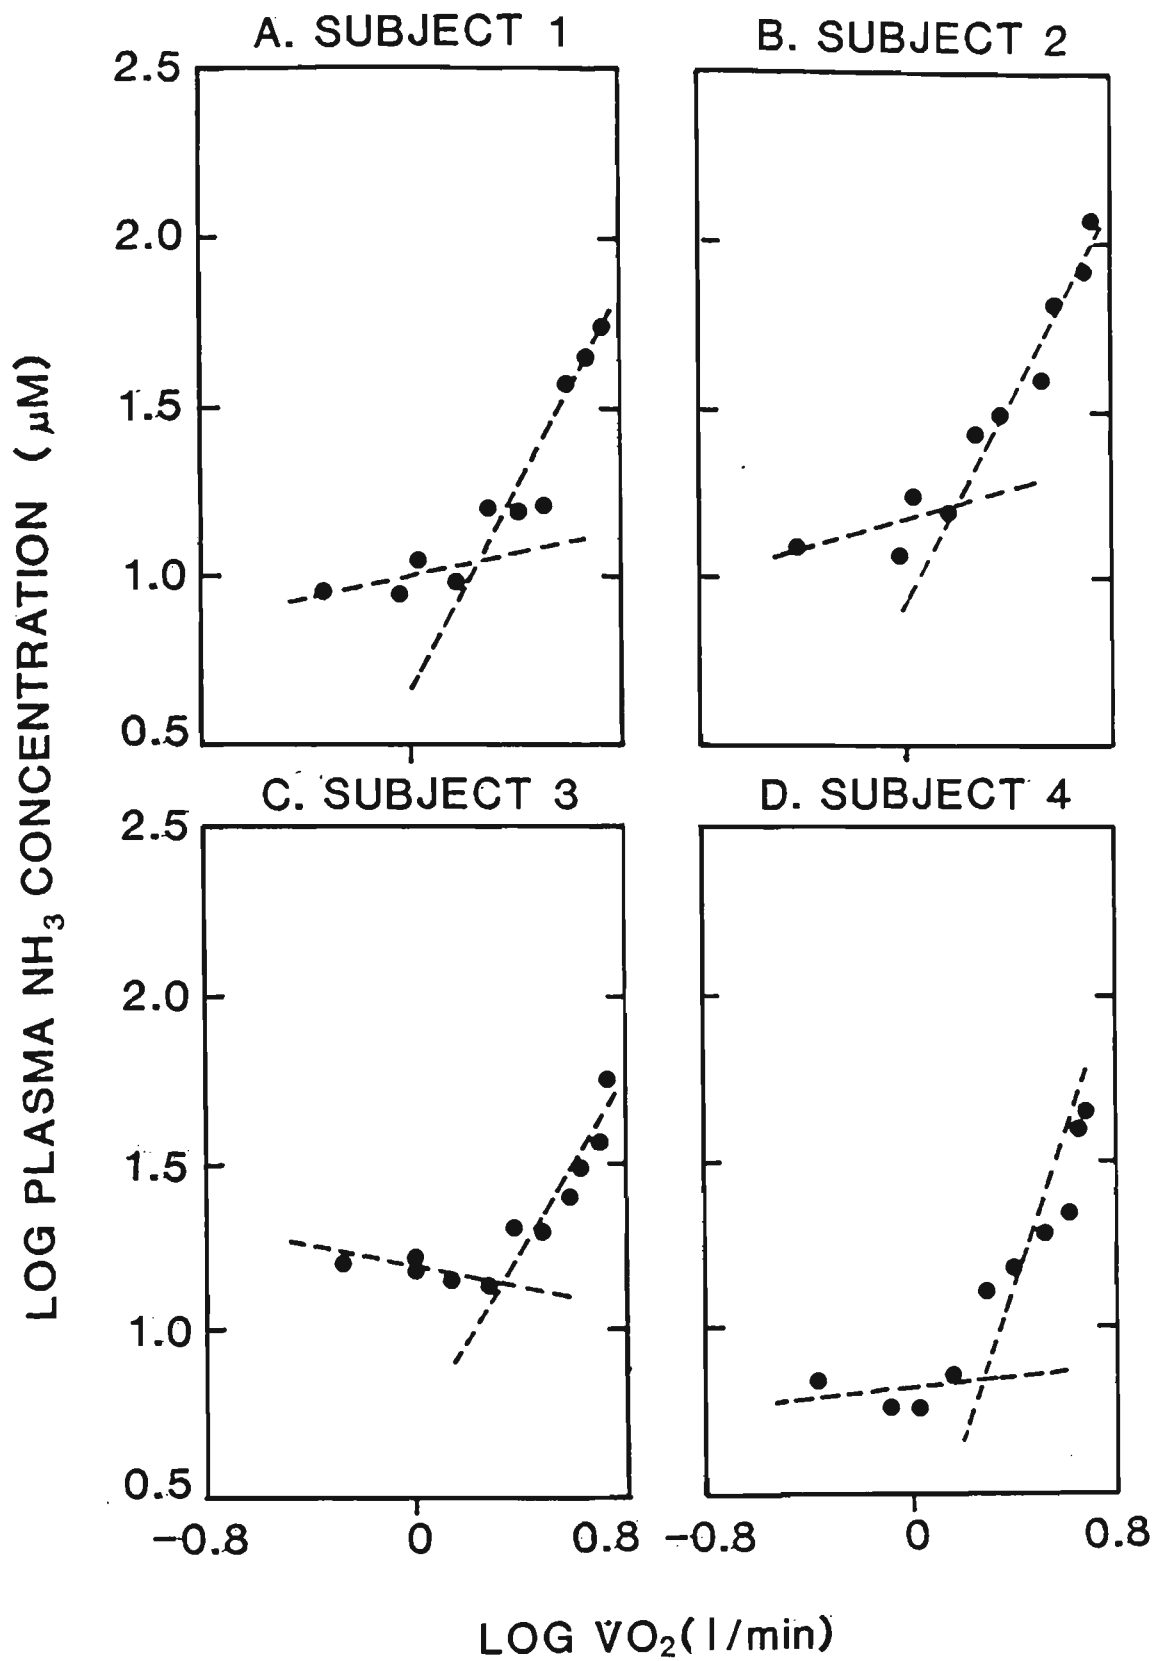 A. SUBJECT 1
B. SUBJECT 2
2.5
2.0
1.5
1.0
0.5
C. SUBJECT 3
D. SUBJECT 4
2.5
2.0
1.5
1.0
0.5
-0.8
0
0.8
-0.8
0
0.8
LOG PLASMA NH₃ CONCENTRATION (μM)
LOG V̇O₂(l/min)